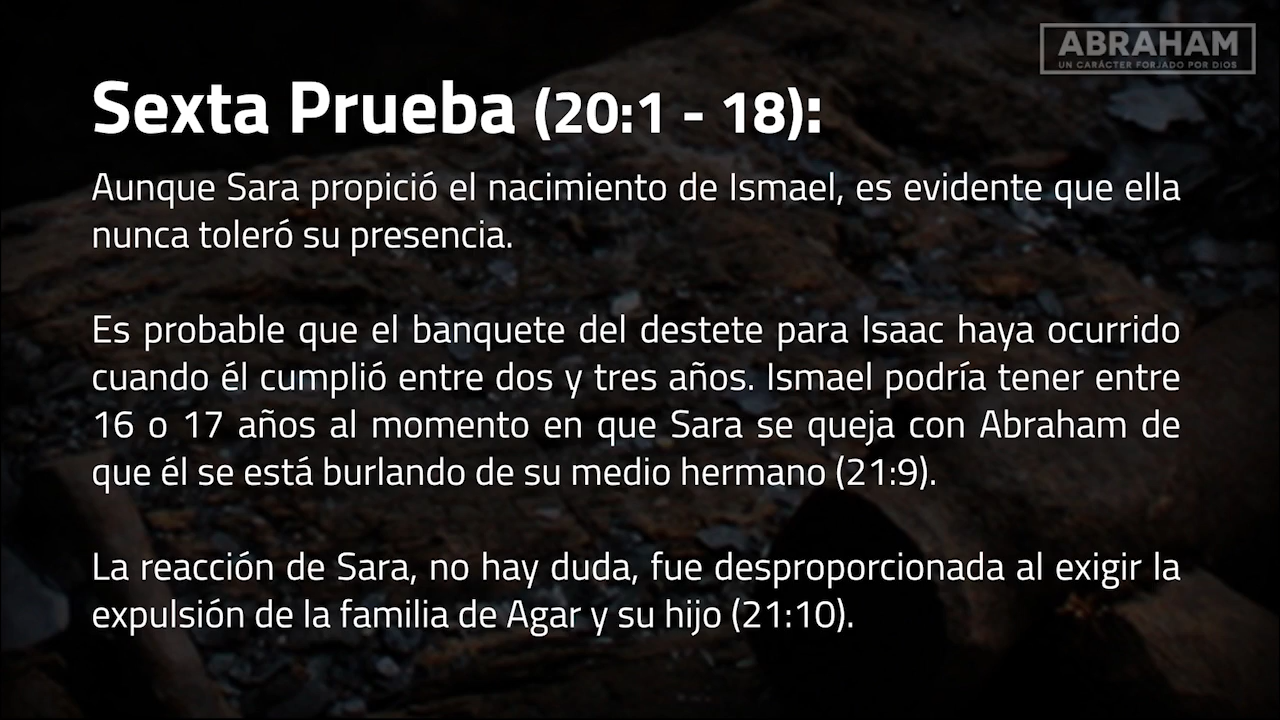 ABRAHAM
UN CARÁCTER FORJADO POR DIOS
Sexta Prueba (20:1 - 18):
Aunque Sara propició el nacimiento de Ismael, es evidente que ella
nunca toleró su presencia.
Es probable que el banquete del destete para Isaac haya ocurrido
cuando él cumplió entre dos y tres años. Ismael podría tener entre
16 o 17 años al momento en que Sara se queja con Abraham de
que él se está burlando de su medio hermano (21:9).
La reacción de Sara, no hay duda, fue desproporcionada al exigir la
expulsión de la familia de Agar y su hijo (21:10).